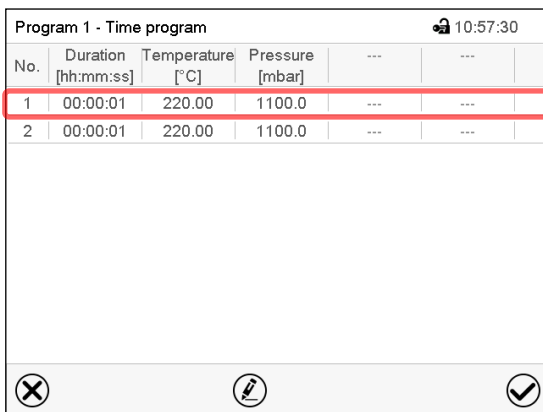 Program 1 - Time program 10:57:30
No. Duration [hh:mm:ss] Temperature [°C] Pressure [mbar] --- ---
1 00:00:01 220.00 1100.0 --- ---
2 00:00:01 220.00 1100.0 --- ---